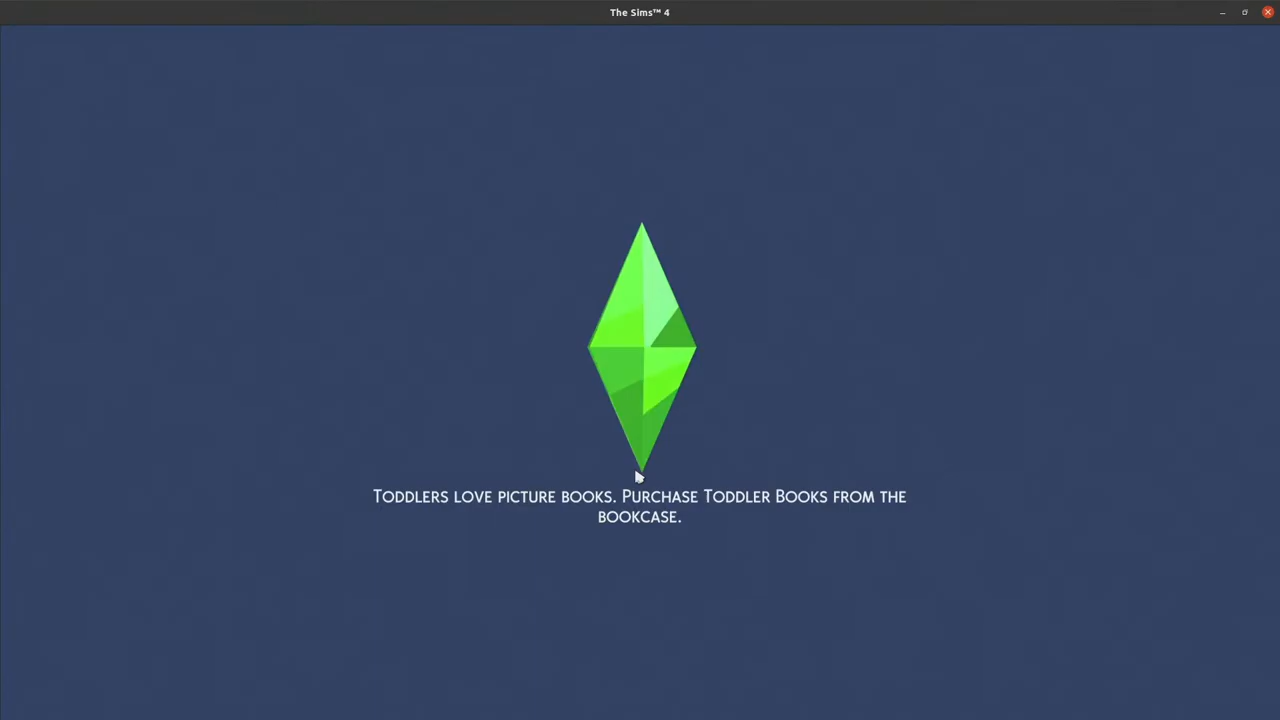 The Sims™ 4
Toddlers love picture books. Purchase Toddler Books from the
bookcase.